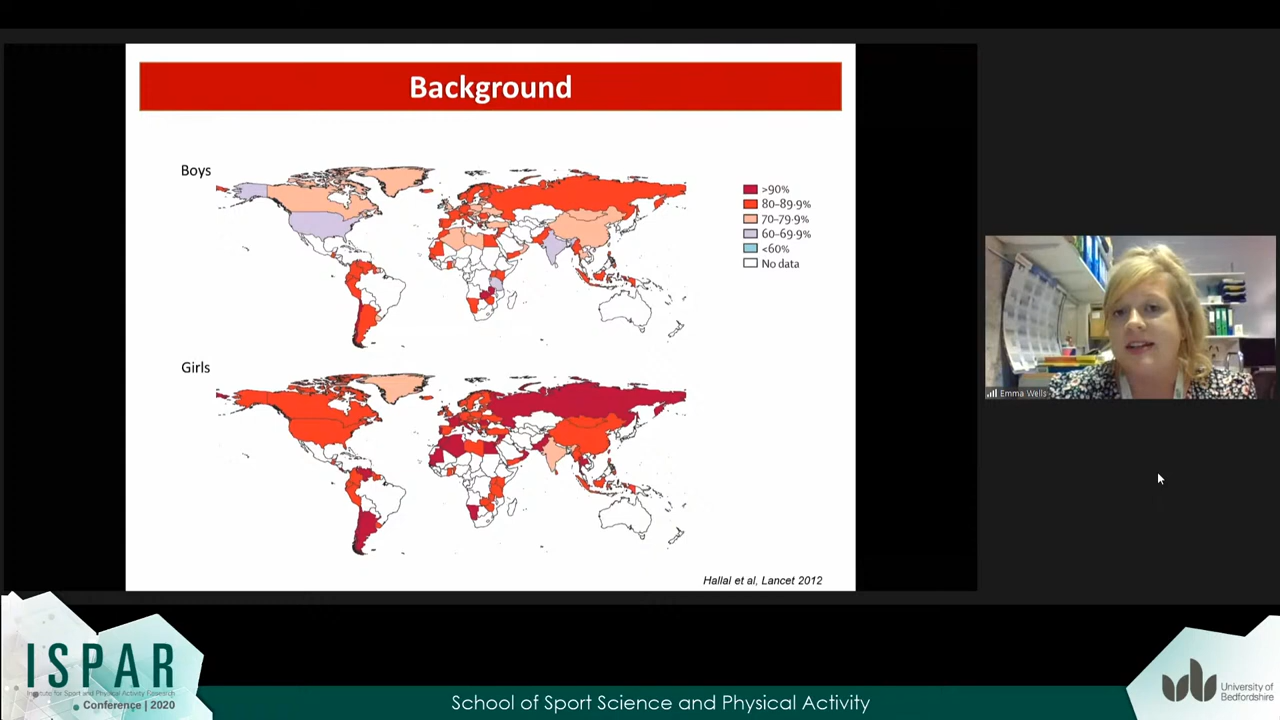 Background
Boys
>90%
80–89·9%
70–79·9%
60–69·9%
<60%
No data
Girls
Hallal et al, Lancet 2012
Emma Wells
ISPAR
Institute for Sport and Physical Activity Research
Conference | 2020
School of Sport Science and Physical Activity
University of
Bedfordshire